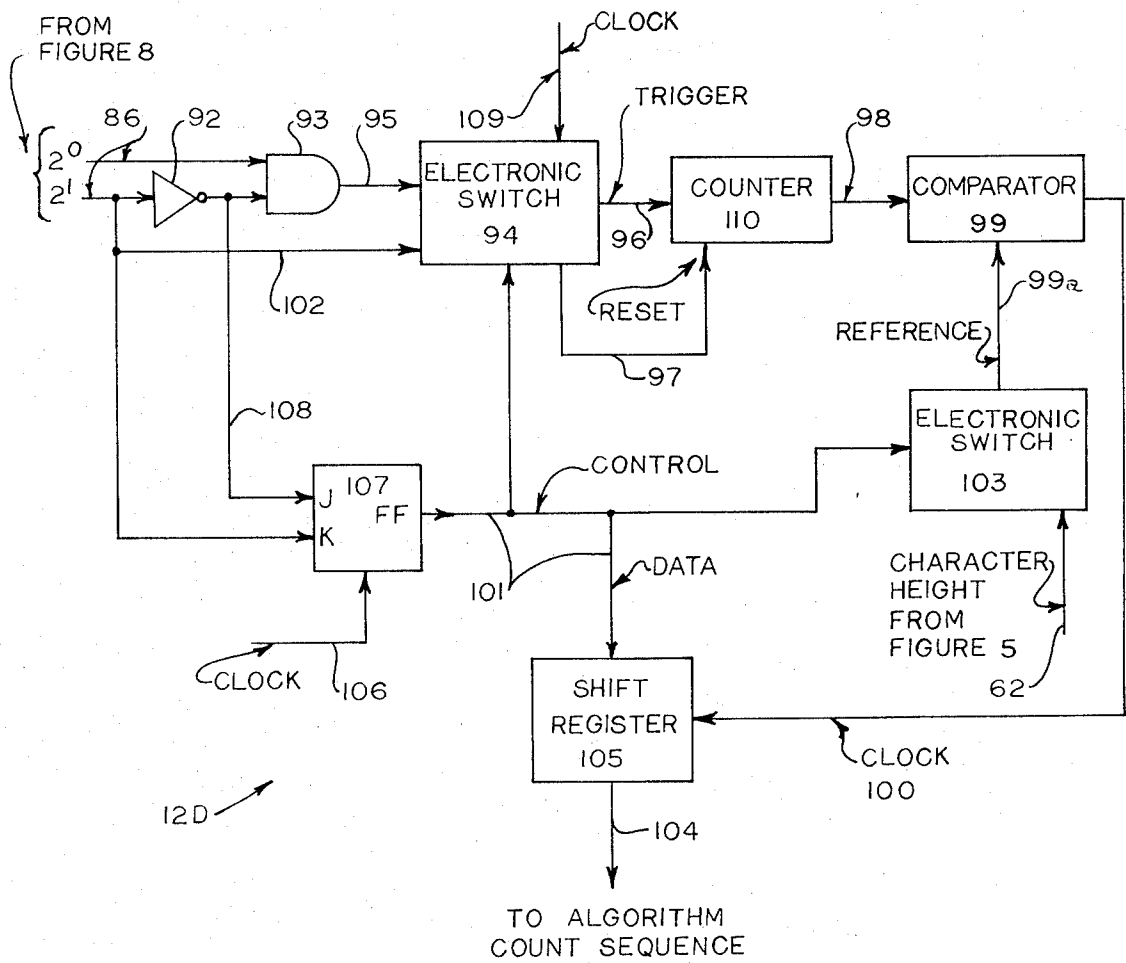 FROM
FIGURE 8
CLOCK
109
TRIGGER
86
92
93
95
98
2⁰
2¹
ELECTRONIC
SWITCH
94
COUNTER
110
COMPARATOR
99
96
102
RESET
97
99a
REFERENCE
108
ELECTRONIC
SWITCH
103
CONTROL
107
J
FF
K
101
DATA
CHARACTER
HEIGHT
FROM
FIGURE 5
62
CLOCK
106
SHIFT
REGISTER
105
CLOCK
100
12D
104
TO ALGORITHM
COUNT SEQUENCE